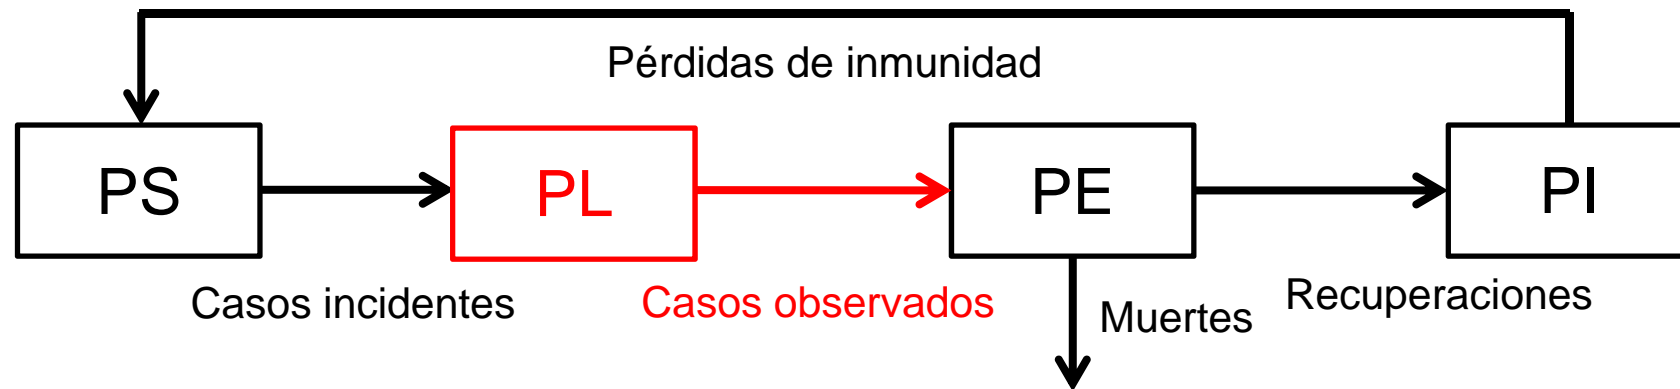 Pérdidas de inmunidad
PS
PL
PE
PI
Casos incidentes
Casos observados
Muertes
Recuperaciones